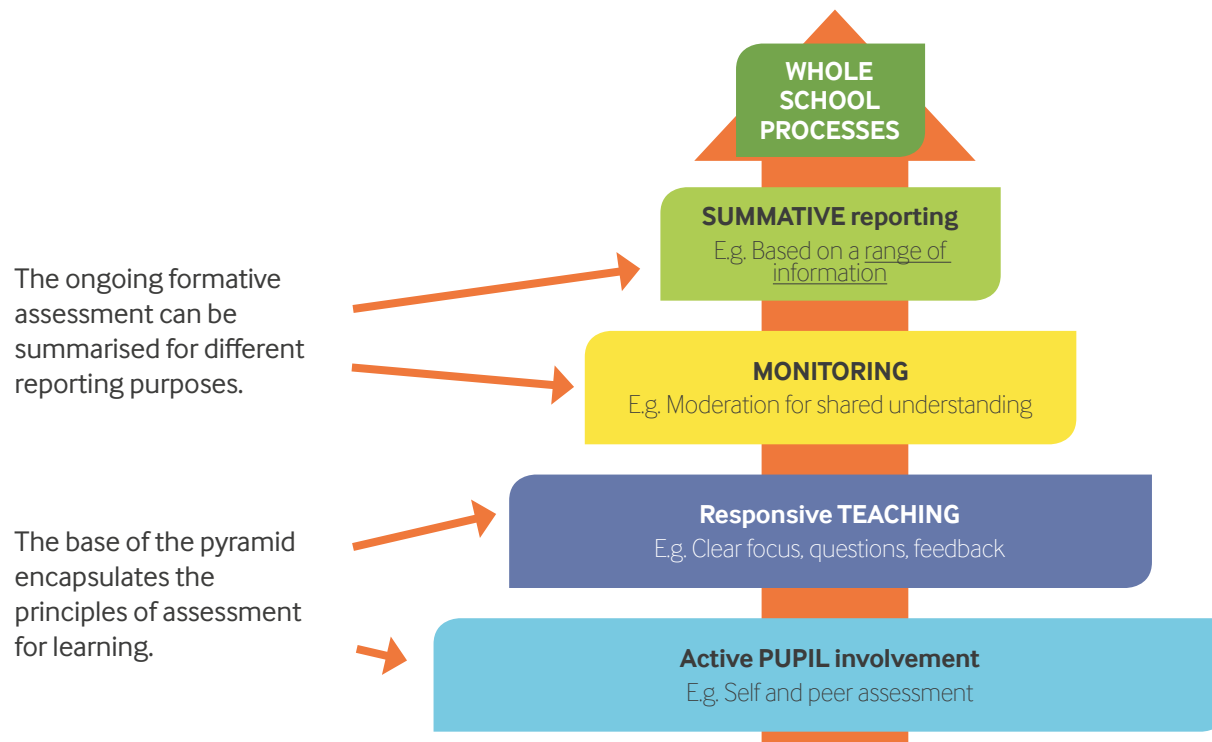 WHOLE
SCHOOL
PROCESSES
SUMMATIVE reporting
E.g. Based on a range of
information
The ongoing formative
assessment can be
summarised for different
reporting purposes.
MONITORING
E.g. Moderation for shared understanding
Responsive TEACHING
E.g. Clear focus, questions, feedback
The base of the pyramid
encapsulates the
principles of assessment
for learning.
Active PUPIL involvement
E.g. Self and peer assessment